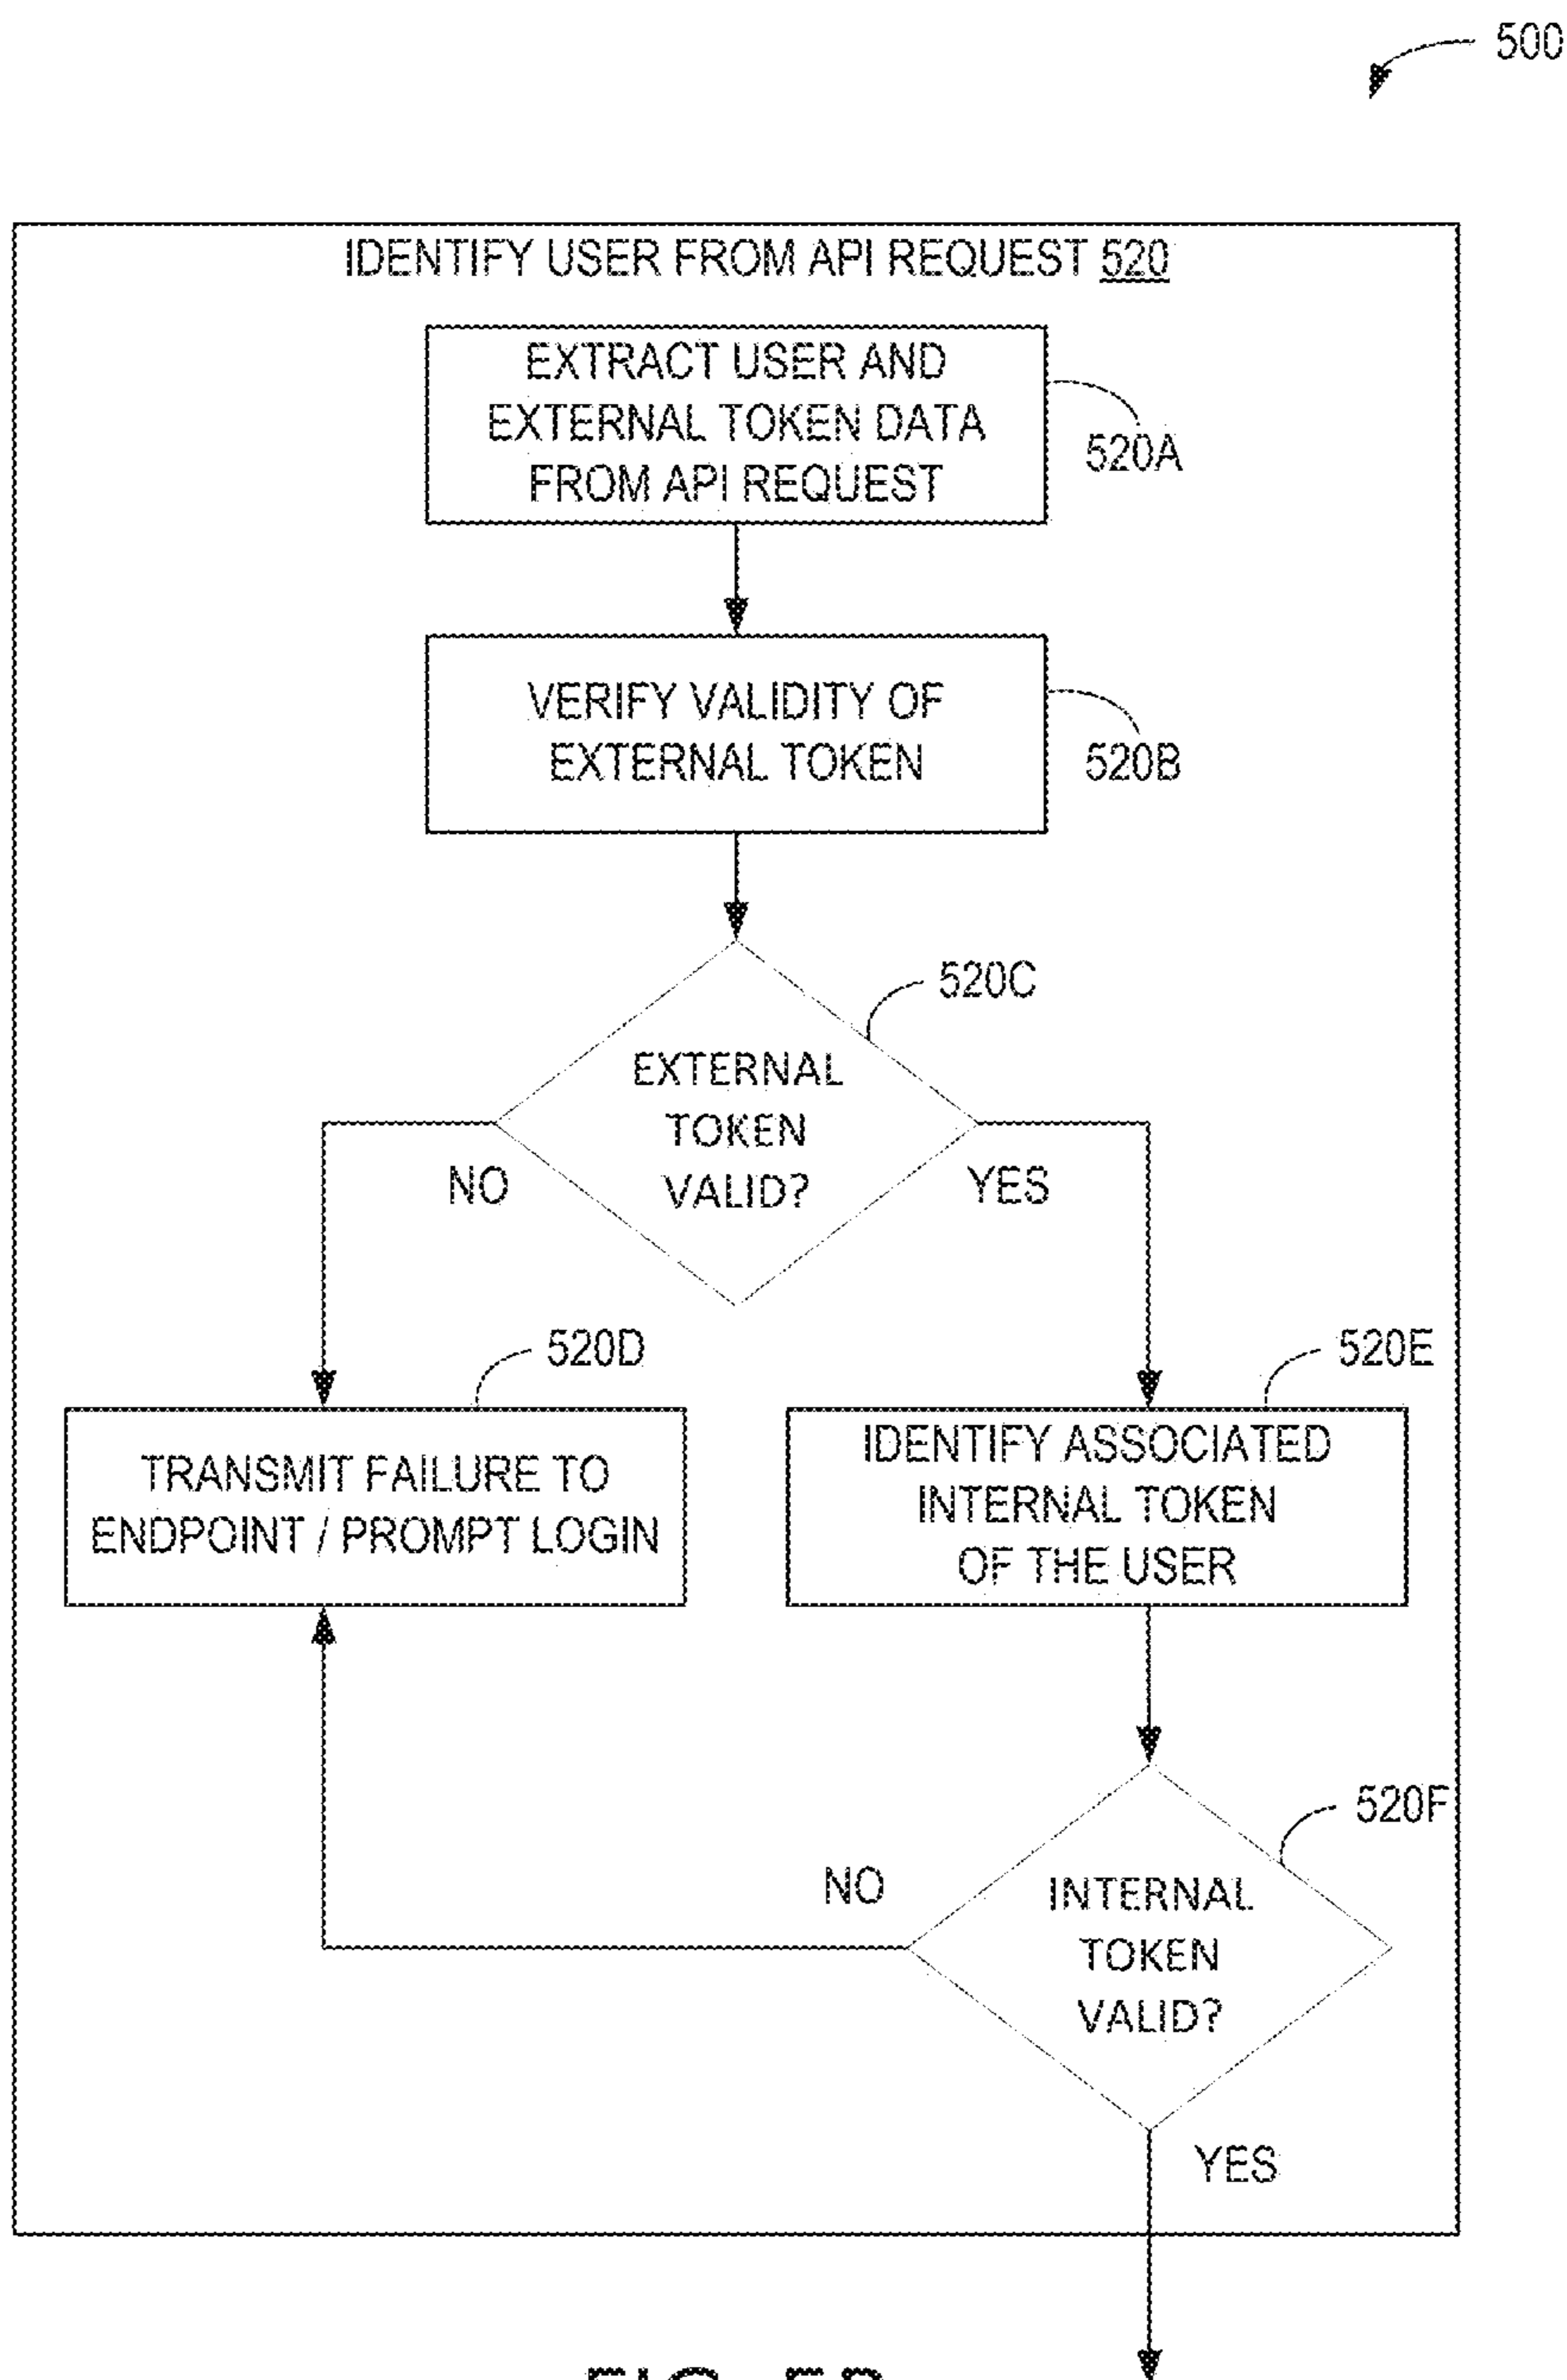 500
IDENTIFY USER FROM API REQUEST 520
EXTRACT USER AND
EXTERNAL TOKEN DATA
FROM API REQUEST
520A
VERIFY VALIDITY OF
EXTERNAL TOKEN
520B
520C
EXTERNAL
TOKEN
VALID?
NO
YES
520D
520E
TRANSMIT FAILURE TO
ENDPOINT / PROMPT LOGIN
IDENTIFY ASSOCIATED
INTERNAL TOKEN
OF THE USER
520F
NO
INTERNAL
TOKEN
VALID?
YES